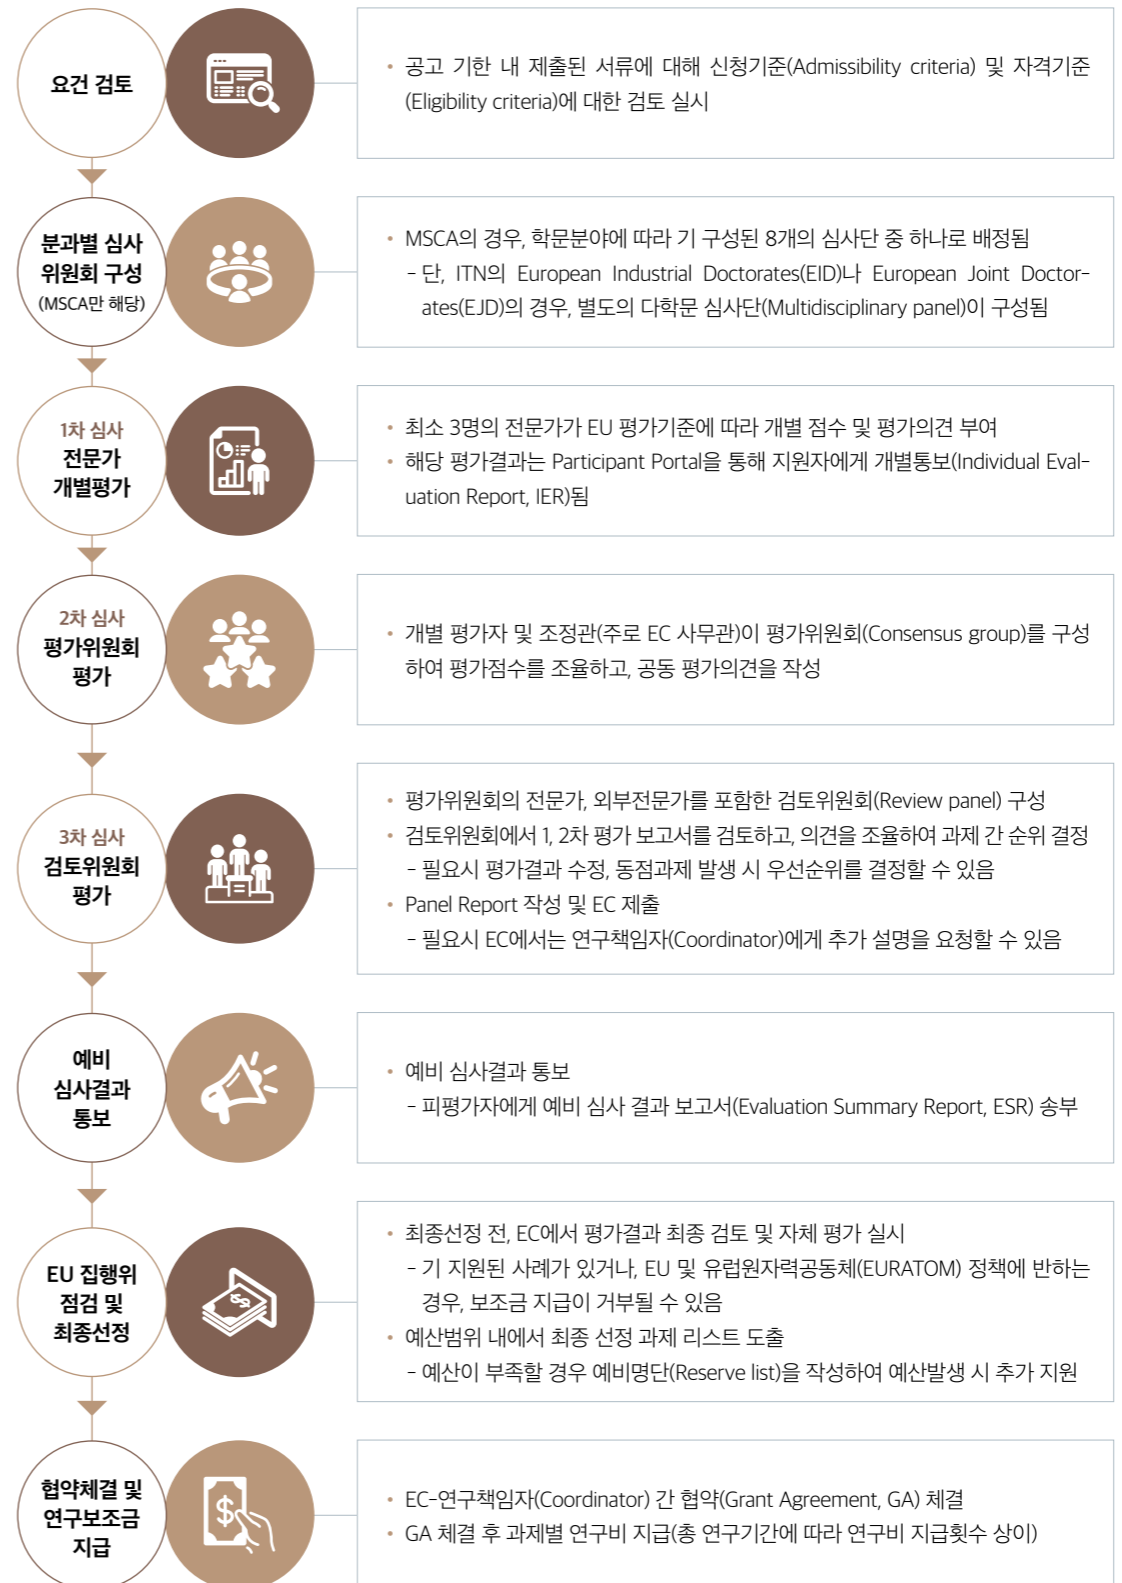 요건 검토
• 공고 기한 내 제출된 서류에 대해 신청기준(Admissibility criteria) 및 자격기준
(Eligibility criteria)에 대한 검토 실시
분과별 심사
위원회 구성
(MSCA만 해당)
• MSCA의 경우, 학문분야에 따라 기 구성된 8개의 심사단 중 하나로 배정됨
- 단, ITN의 European Industrial Doctorates(EID)나 European Joint Doctor-
ates(EJD)의 경우, 별도의 다학문 심사단(Multidisciplinary panel)이 구성됨
1차 심사
전문가
개별평가
• 최소 3명의 전문가가 EU 평가기준에 따라 개별 점수 및 평가의견 부여
• 해당 평가결과는 Participant Portal을 통해 지원자에게 개별통보(Individual Eval-
uation Report, IER)됨
2차 심사
평가위원회
평가
• 개별 평가자 및 조정관(주로 EC 사무관)이 평가위원회(Consensus group)를 구성
하여 평가점수를 조율하고, 공동 평가의견을 작성
3차 심사
검토위원회
평가
• 평가위원회의 전문가, 외부전문가를 포함한 검토위원회(Review panel) 구성
• 검토위원회에서 1, 2차 평가 보고서를 검토하고, 의견을 조율하여 과제 간 순위 결정
- 필요시 평가결과 수정, 동점과제 발생 시 우선순위를 결정할 수 있음
• Panel Report 작성 및 EC 제출
- 필요시 EC에서는 연구책임자(Coordinator)에게 추가 설명을 요청할 수 있음
예비
심사결과
통보
• 예비 심사결과 통보
- 피평가자에게 예비 심사 결과 보고서(Evaluation Summary Report, ESR) 송부
EU 집행위
점검 및
최종선정
• 최종선정 전, EC에서 평가결과 최종 검토 및 자체 평가 실시
- 기 지원된 사례가 있거나, EU 및 유럽원자력공동체(EURATOM) 정책에 반하는
경우, 보조금 지급이 거부될 수 있음
• 예산범위 내에서 최종 선정 과제 리스트 도출
- 예산이 부족할 경우 예비명단(Reserve list)을 작성하여 예산발생 시 추가 지원
협약체결 및
연구보조금
지급
• EC-연구책임자(Coordinator) 간 협약(Grant Agreement, GA) 체결
• GA 체결 후 과제별 연구비 지급(총 연구기간에 따라 연구비 지급횟수 상이)